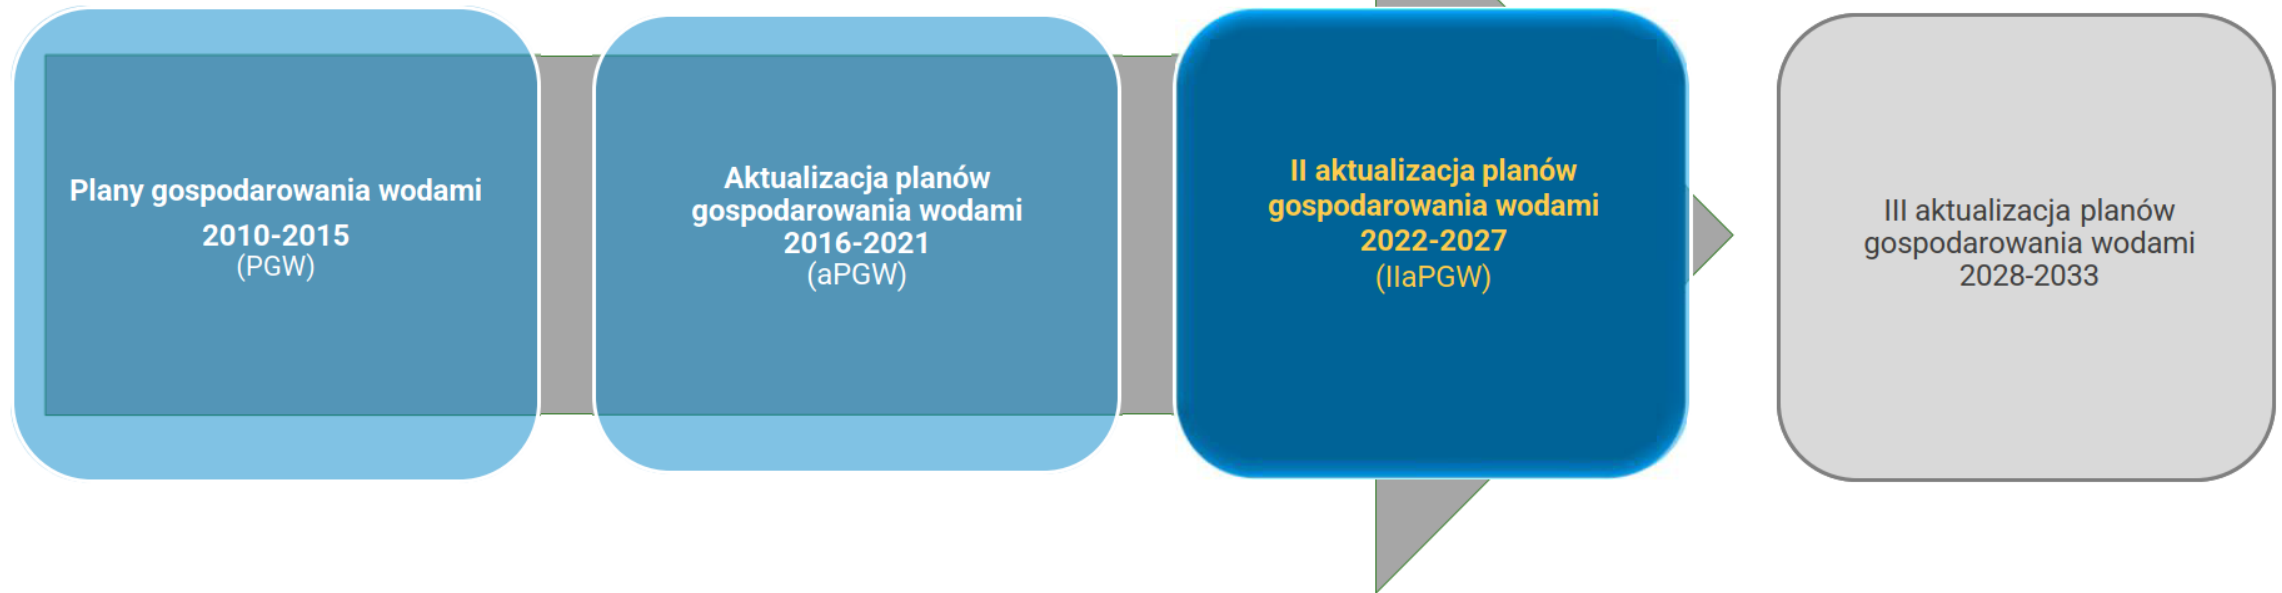 Plany gospodarowania wodami
2010-2015
(PGW)
Aktualizacja planów
gospodarowania wodami
2016-2021
(aPGW)
II aktualizacja planów
gospodarowania wodami
2022-2027
(IIaPGW)
III aktualizacja planów
gospodarowania wodami
2028-2033